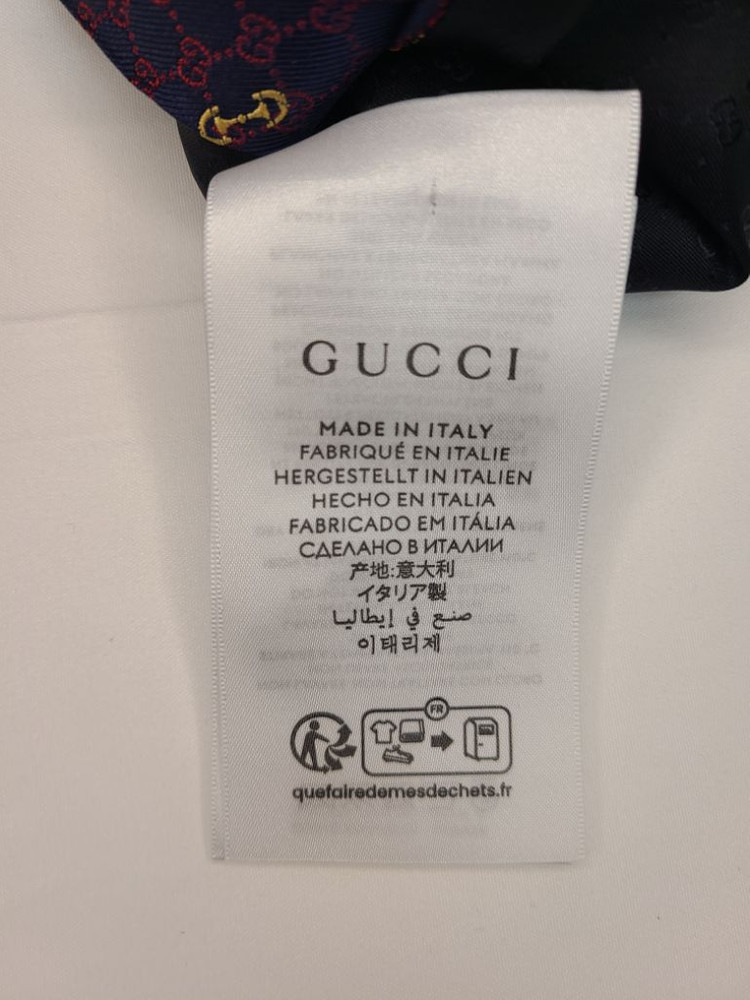 GUCCI
MADE IN ITALY
FABRIQUÉ EN ITALIE
HERGESTELLT IN ITALIEN
HECHO EN ITALIA
FABRICADO EM ITÁLIA
СДЕЛАНО В ИТАЛИИ
产地:意大利
イタリア製
صنع في إيطاليا
이태리제
FR
quefairedemesdechets.fr